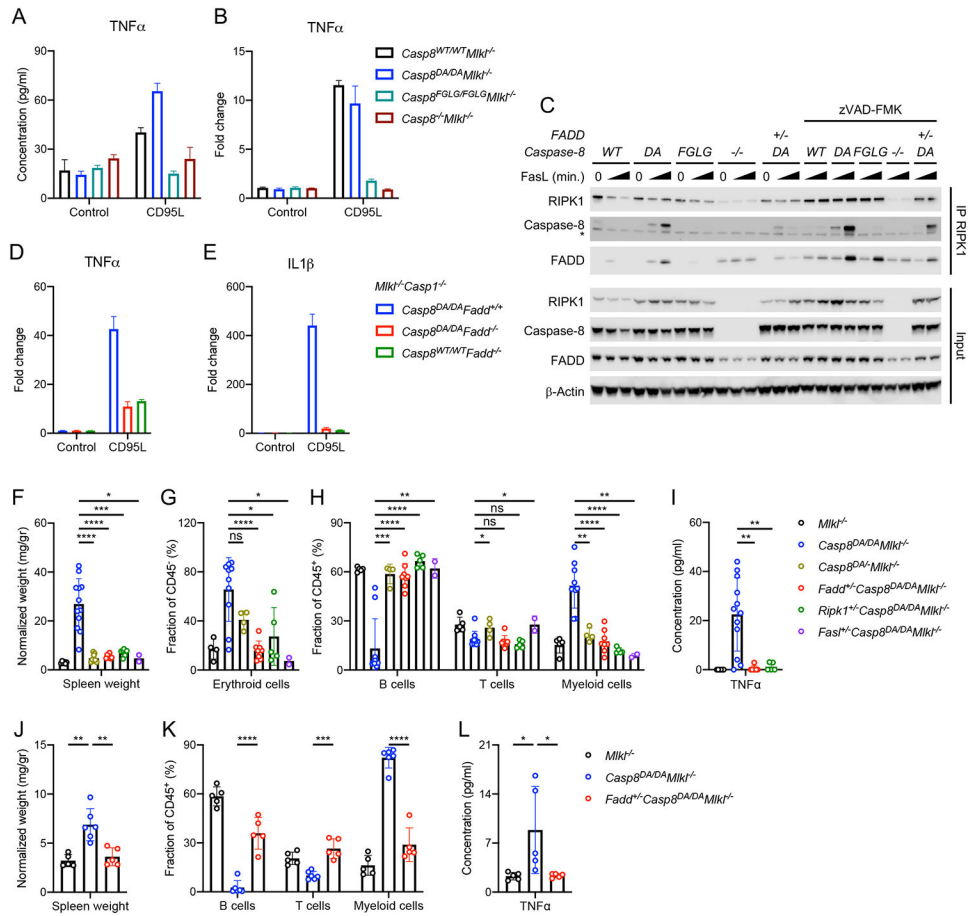 A
TNFα
Concentration (pg/ml)
90
60
30
0
Control
CD95L
B
TNFα
Fold change
15
10
5
0
Control
CD95L
Casp8WT/WTMlkl-/-
Casp8DA/DAMlkl-/-
Casp8FGLG/FGLGMlkl-/-
Casp8-/-Mlkl-/-
C
zVAD-FMK
FADD
+/-
+/-
Caspase-8
WT
DA
FGLG
-/-
DA
WT
DA
FGLG
-/-
DA
FasL (min.)
0
0
0
0
0
RIPK1
Caspase-8
*
FADD
IP RIPK1
RIPK1
Caspase-8
FADD
β-Actin
Input
D
TNFα
Fold change
60
40
20
0
Control
CD95L
E
IL1β
Fold change
600
400
200
0
Control
CD95L
Mlkl-/-Casp1-/-
Casp8DA/DAFadd+/+
Casp8DA/DAFadd+/-
Casp8WT/WTFadd+/-
F
Normalized weight (mg/gr)
60
40
20
0
*
***
****
****
Spleen weight
G
Fraction of CD45- (%)
120
80
40
0
*
*
****
ns
Erythroid cells
H
Fraction of CD45+ (%)
90
60
30
0
**
****
****
***
B cells
*
ns
ns
*
T cells
**
****
****
**
Myeloid cells
I
Concentration (pg/ml)
60
40
20
0
**
**
TNFα
Mlkl-/-
Casp8DA/DAMlkl-/-
Casp8DA/-Mlkl-/-
Fadd+/-Casp8DA/DAMlkl-/-
Ripk1+/-Casp8DA/DAMlkl-/-
Fasl+/-Casp8DA/DAMlkl-/-
J
Normalized weight (mg/gr)
15
10
5
0
**
**
Spleen weight
K
Fraction of CD45+ (%)
90
60
30
0
****
***
****
B cells
T cells
Myeloid cells
L
Concentration (pg/ml)
21
14
7
0
*
*
TNFα
Mlkl-/-
Casp8DA/DAMlkl-/-
Fadd+/-Casp8DA/DAMlkl-/-